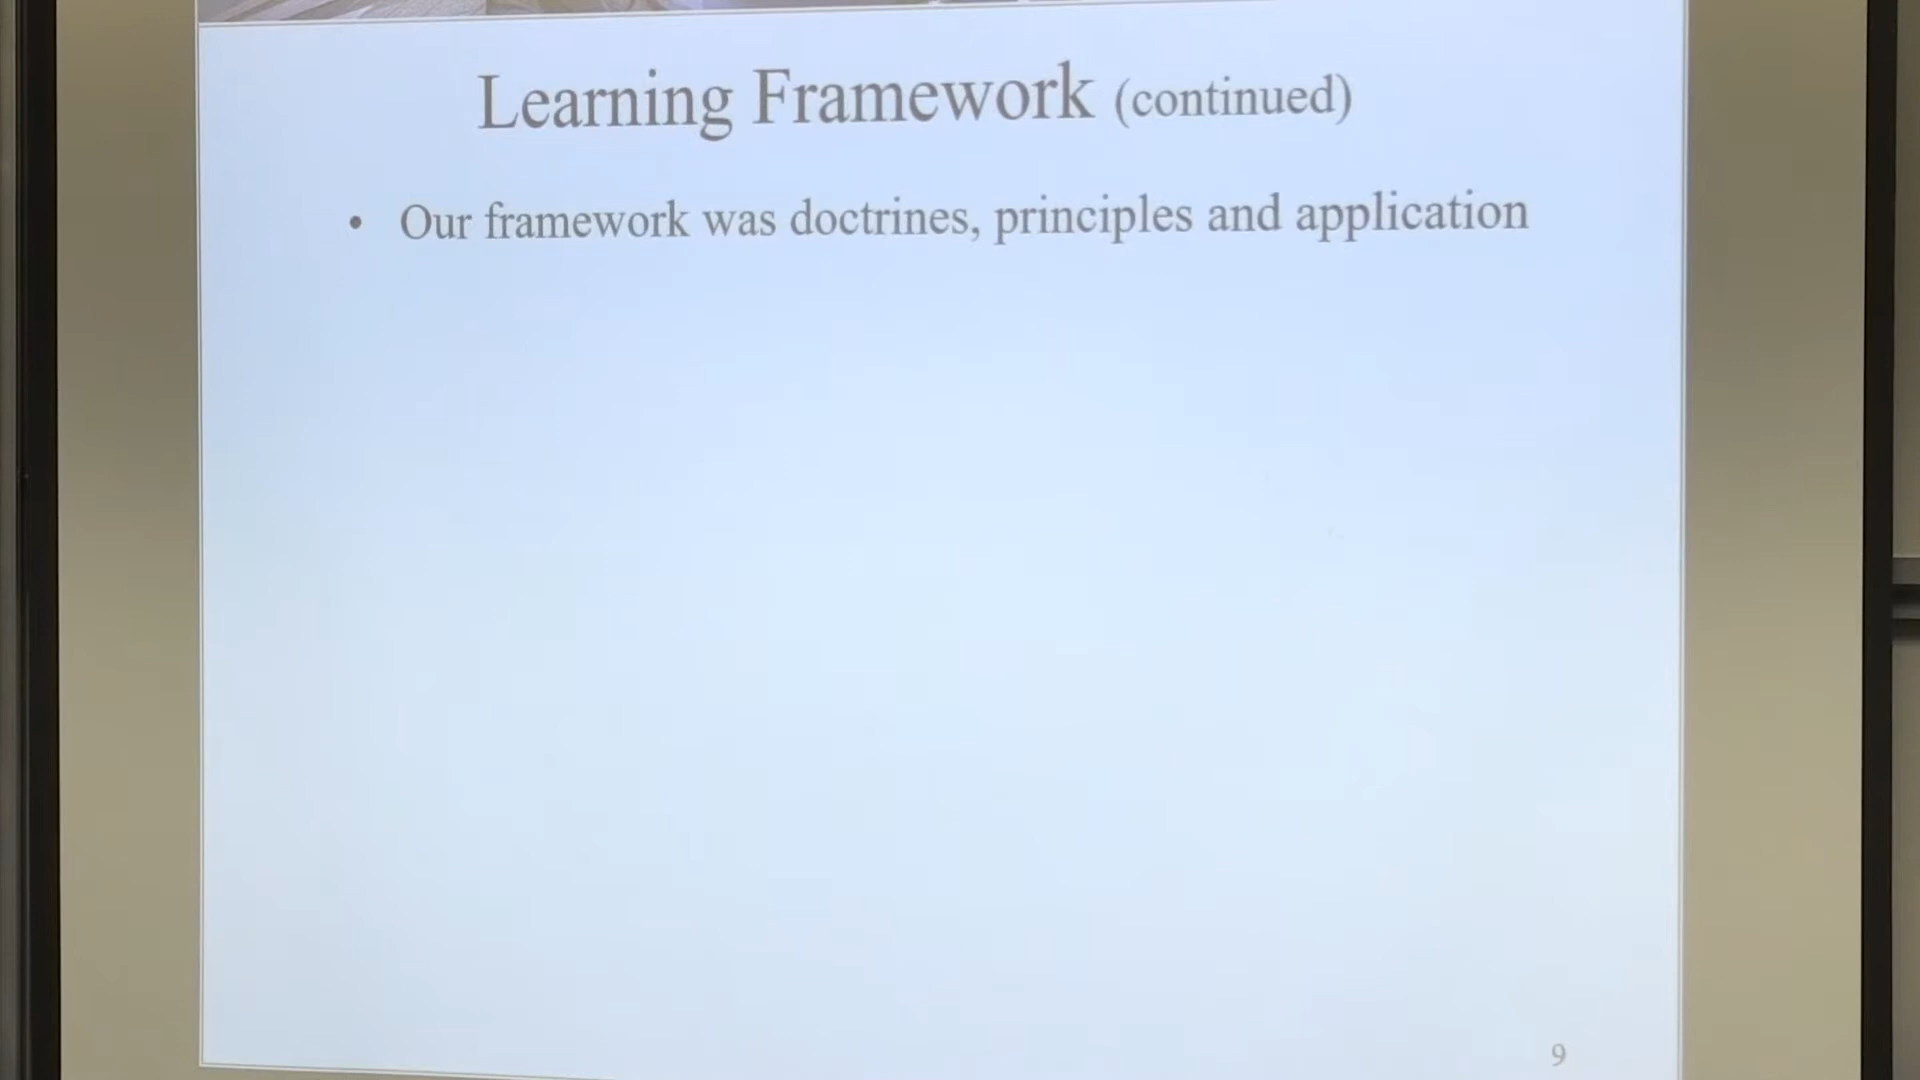 Learning Framework (continued)
• Our framework was doctrines, principles and application
9